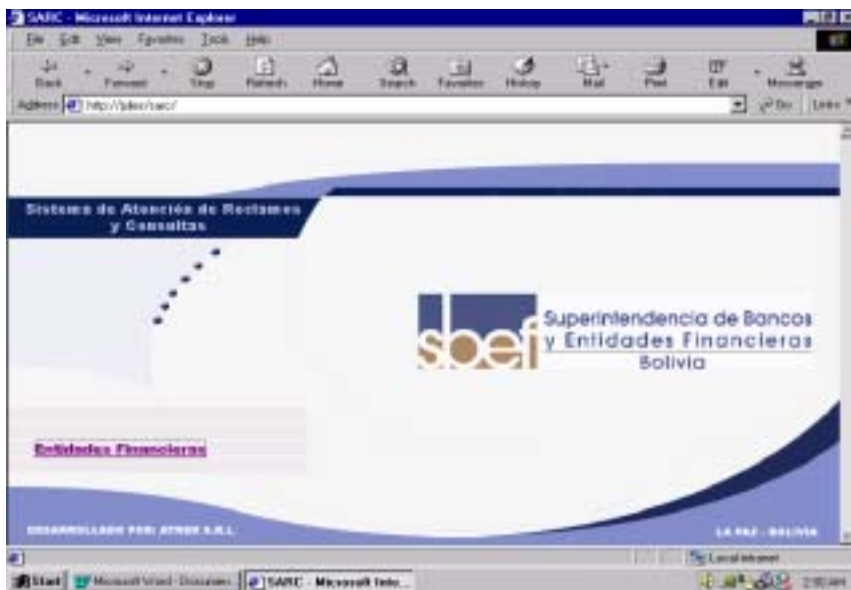 SARC - Microsoft Internet Explorer
File Edit View Favorites Tools Help
Back Forward Stop Refresh Home Search Favorites History Mail Print Edit Messenger
Address Go Links
Sistema de Atención de Reclamos
y Consultas
sbef
Superintendencia de Bancos
y Entidades Financieras
Bolivia
Entidades Financieras
DESARROLLADO POR: S.R.L.
LA PAZ - BOLIVIA
Local intranet
Start Microsoft Word - SARC - Microsoft Inte...